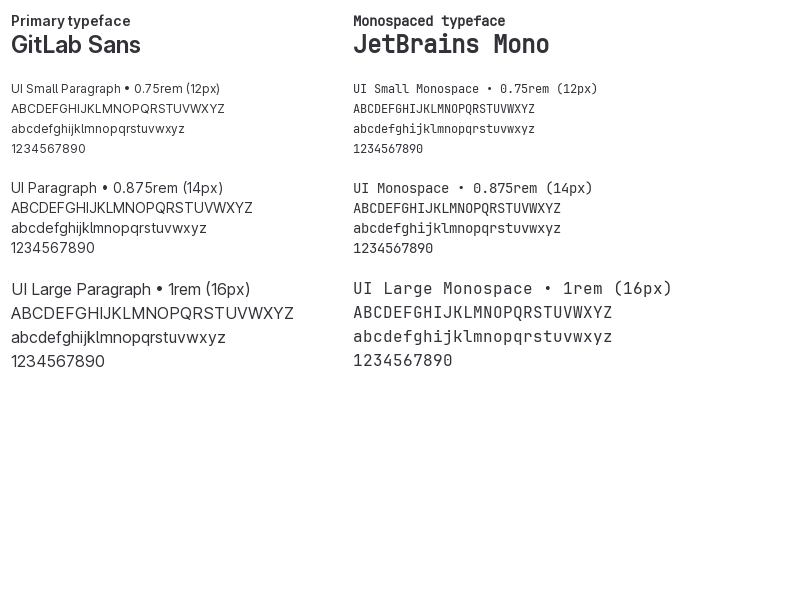 Primary typeface
GitLab Sans
UI Small Paragraph • 0.75rem (12px)
ABCDEFGHIJKLMNOPQRSTUVWXYZ
abcdefghijklmnopqrstuvwxyz
1234567890
UI Paragraph • 0.875rem (14px)
ABCDEFGHIJKLMNOPQRSTUVWXYZ
abcdefghijklmnopqrstuvwxyz
1234567890
UI Large Paragraph • 1rem (16px)
ABCDEFGHIJKLMNOPQRSTUVWXYZ
abcdefghijklmnopqrstuvwxyz
1234567890
Monospaced typeface
JetBrains Mono
UI Small Monospace • 0.75rem (12px)
ABCDEFGHIJKLMNOPQRSTUVWXYZ
abcdefghijklmnopqrstuvwxyz
1234567890
UI Monospace • 0.875rem (14px)
ABCDEFGHIJKLMNOPQRSTUVWXYZ
abcdefghijklmnopqrstuvwxyz
1234567890
UI Large Monospace • 1rem (16px)
ABCDEFGHIJKLMNOPQRSTUVWXYZ
abcdefghijklmnopqrstuvwxyz
1234567890